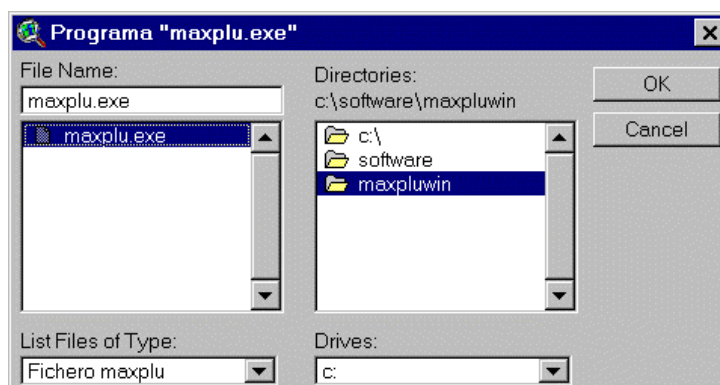 Programa "maxplu.exe"
File Name:
maxplu.exe
maxplu.exe
Directories:
c:\software\maxpluwin
c:\
software
maxpluwin
OK
Cancel
List Files of Type:
Fichero maxplu
Drives:
c: